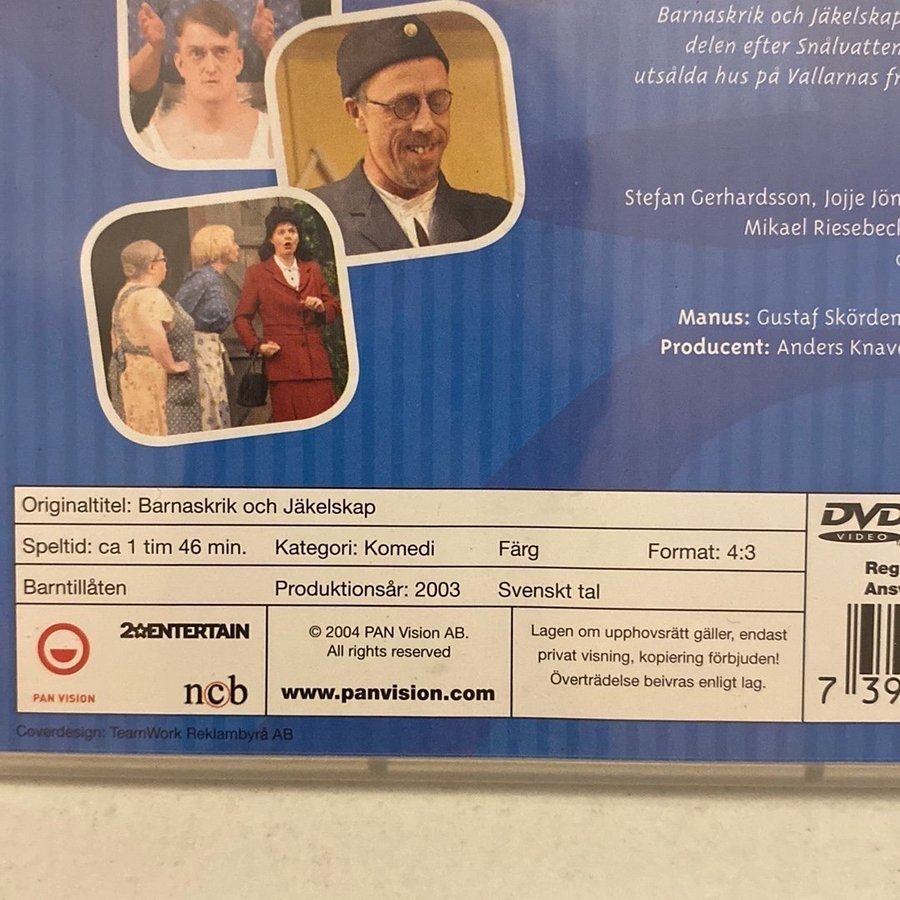 Barnaskrik och Jäkelskap
delen efter Snålvatten
utsålda hus på Vallarnas
Stefan Gerhardsson, Jojje
Mikael
Manus: Gustaf
Producent: Anders
Originaltitel: Barnaskrik och Jäkelskap
Speltid: ca 1 tim 46 min. Kategori: Komedi Färg Format: 4:3
Barntillåten Produktionsår: 2003 Svenskt tal
DVD
VIDEO
PAN VISION
2ENTERTAIN
ncb
© 2004 PAN Vision AB.
All rights reserved
www.panvision.com
Lagen om upphovsrätt gäller, endast
privat visning, kopiering förbjuden!
Överträdelse beivras enligt lag.
7 39
Coverdesign: TeamWork Reklambyrå AB